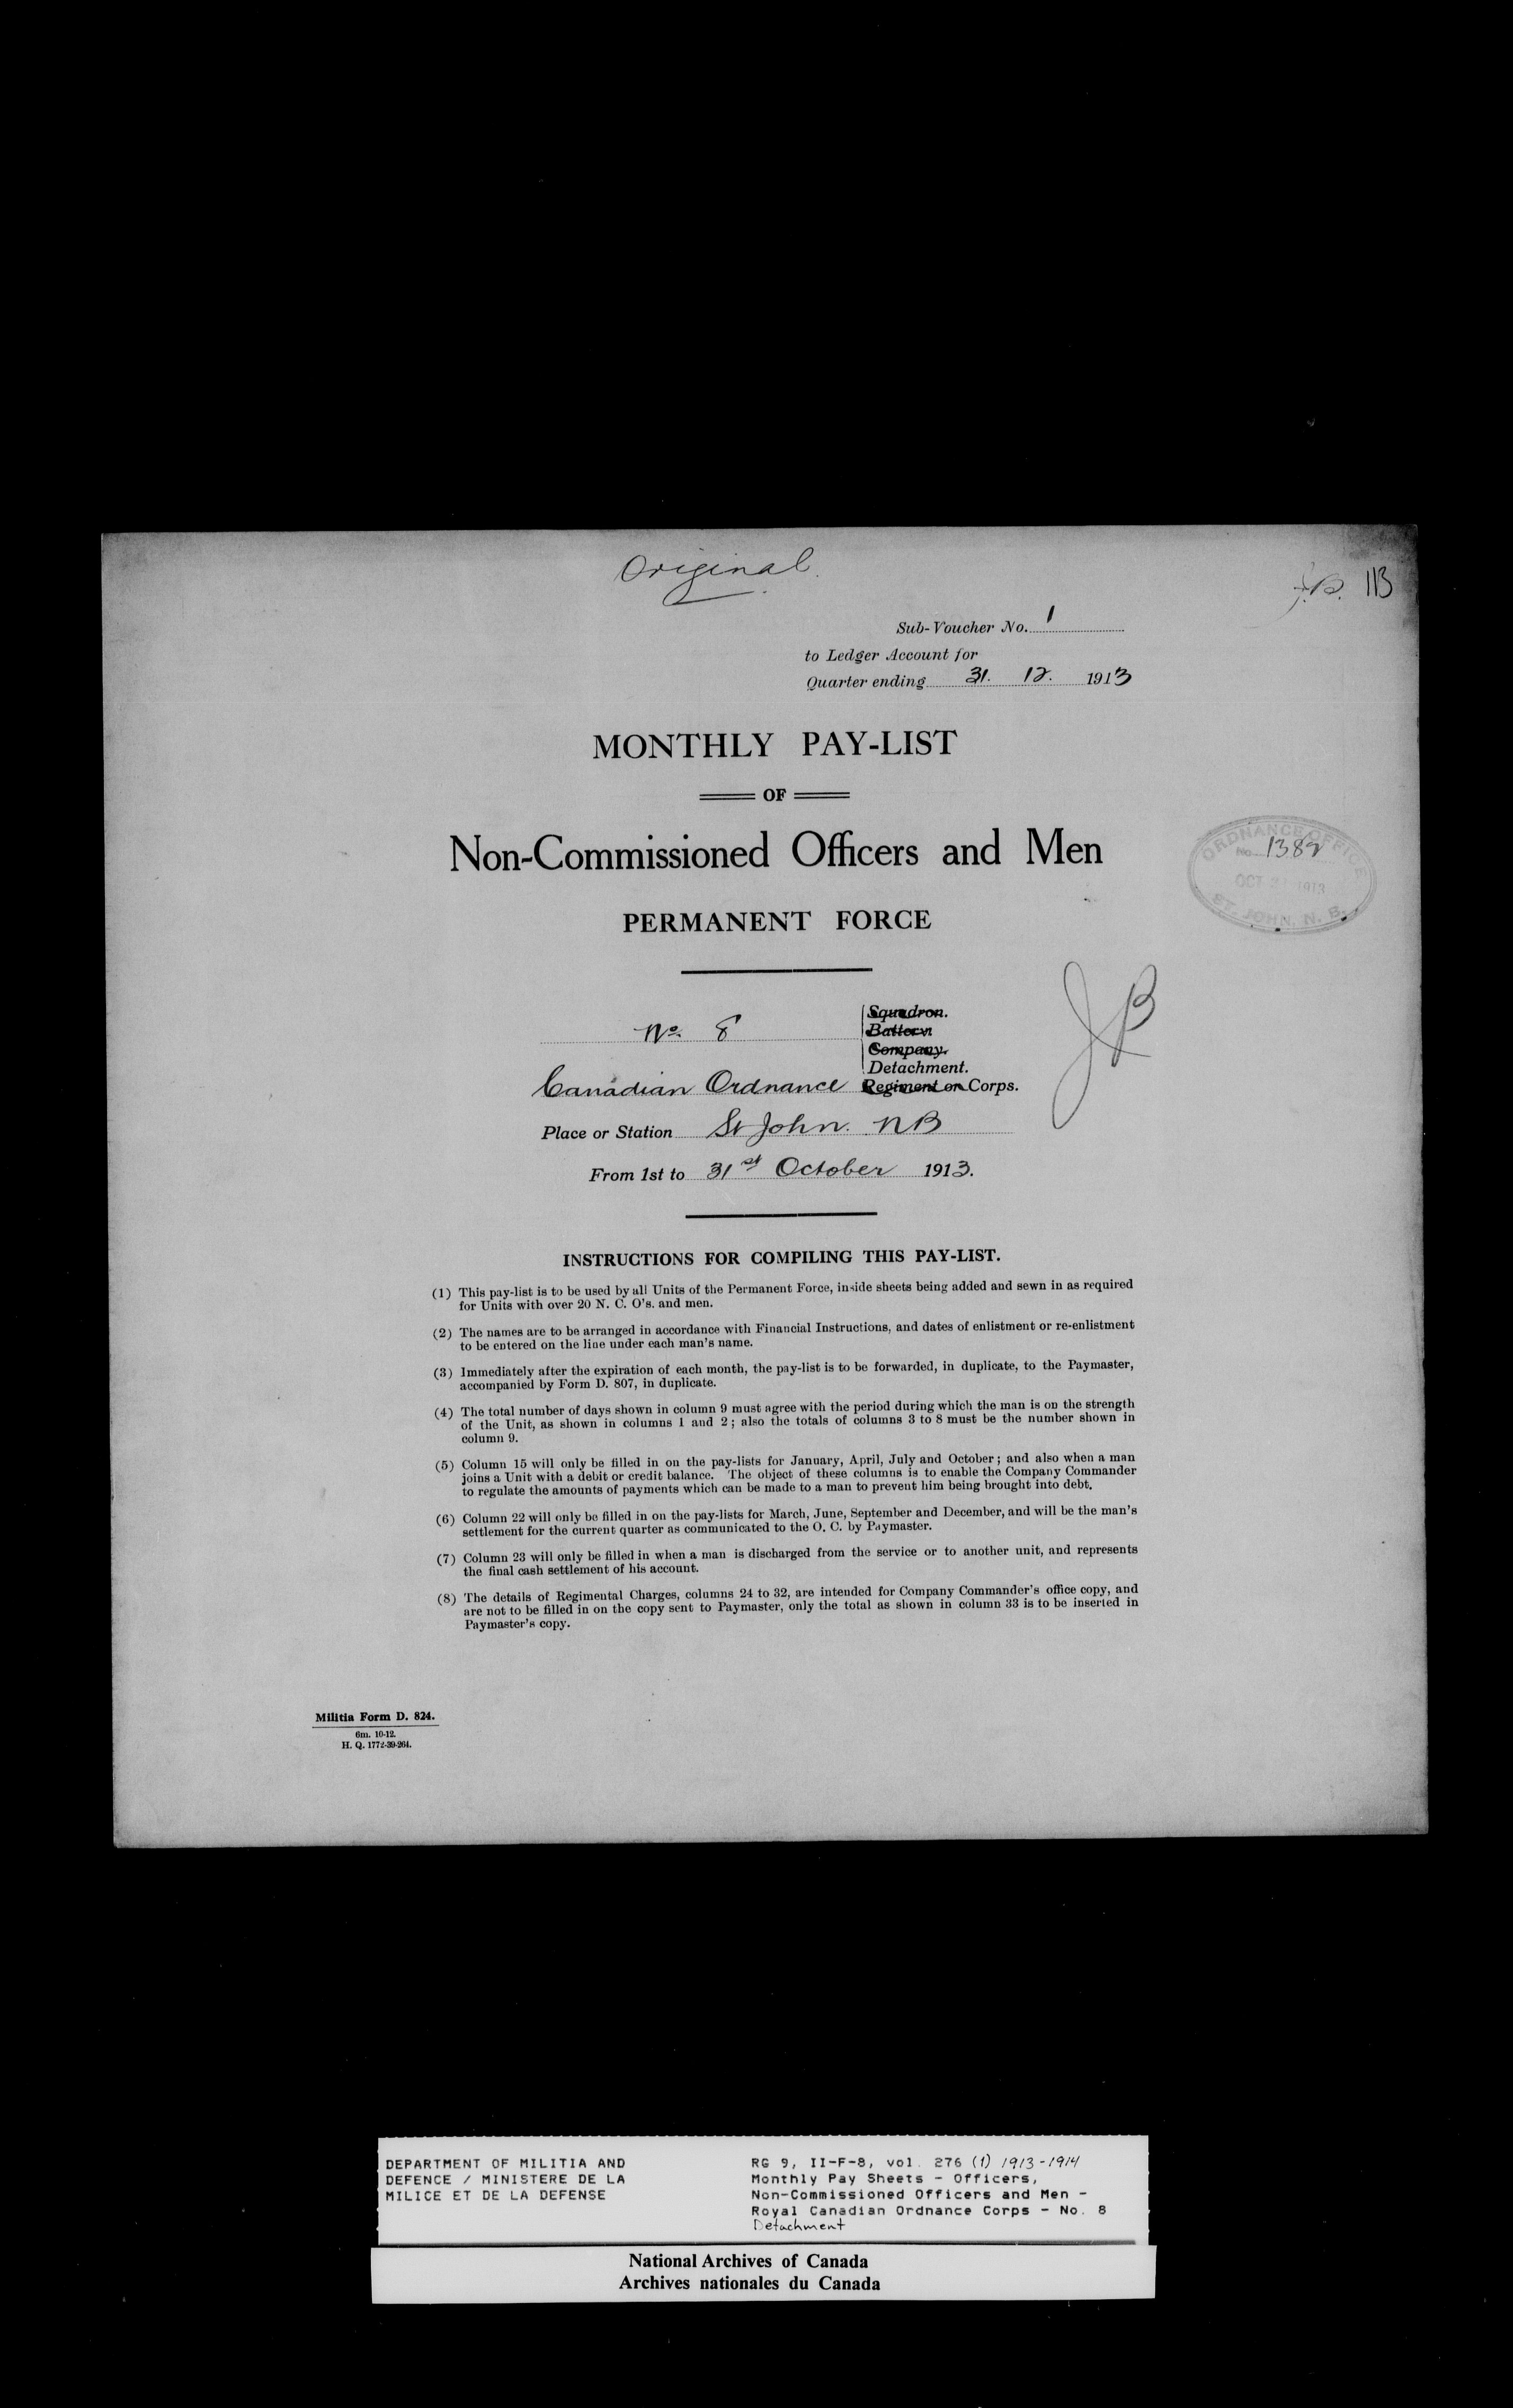 Original.
J.B. 113
Sub-Voucher No. 1
to Ledger Account for
Quarter ending 31. 12. 1913
MONTHLY PAY-LIST
OF
Non-Commissioned Officers and Men
ORDNANCE OFFICE
No. 1382
OCT 1913
ST. JOHN, N. B.
PERMANENT FORCE
No. 8
Squadron.
Battery.
Company.
Detachment.
Canadian Ordnance Regiment or Corps.
JB
Place or Station St John. NB
From 1st to 31st October 1913.
INSTRUCTIONS FOR COMPILING THIS PAY-LIST.
(1) This pay-list is to be used by all Units of the Permanent Force, inside sheets being added and sewn in as required
for Units with over 20 N. C. O's. and men.
(2) The names are to be arranged in accordance with Financial Instructions, and dates of enlistment or re-enlistment
to be entered on the line under each man's name.
(3) Immediately after the expiration of each month, the pay-list is to be forwarded, in duplicate, to the Paymaster,
accompanied by Form D. 807, in duplicate.
(4) The total number of days shown in column 9 must agree with the period during which the man is on the strength
of the Unit, as shown in columns 1 and 2; also the totals of columns 3 to 8 must be the number shown in
column 9.
(5) Column 15 will only be filled in on the pay-lists for January, April, July and October; and also when a man
joins a Unit with a debit or credit balance. The object of these columns is to enable the Company Commander
to regulate the amounts of payments which can be made to a man to prevent him being brought into debt.
(6) Column 22 will only be filled in on the pay-lists for March, June, September and December, and will be the man's
settlement for the current quarter as communicated to the O. C. by Paymaster.
(7) Column 23 will only be filled in when a man is discharged from the service or to another unit, and represents
the final cash settlement of his account.
(8) The details of Regimental Charges, columns 24 to 32, are intended for Company Commander's office copy, and
are not to be filled in on the copy sent to Paymaster, only the total as shown in column 33 is to be inserted in
Paymaster's copy.
Militia Form D. 824.
6m. 10-12.
H. Q. 1772-39-264.
DEPARTMENT OF MILITIA AND
DEFENCE / MINISTERE DE LA
MILICE ET DE LA DEFENSE
RG 9, II-F-8, vol. 276 (1) 1913-1914
Monthly Pay Sheets - Officers,
Non-Commissioned Officers and Men -
Royal Canadian Ordnance Corps - No. 8
Detachment
National Archives of Canada
Archives nationales du Canada